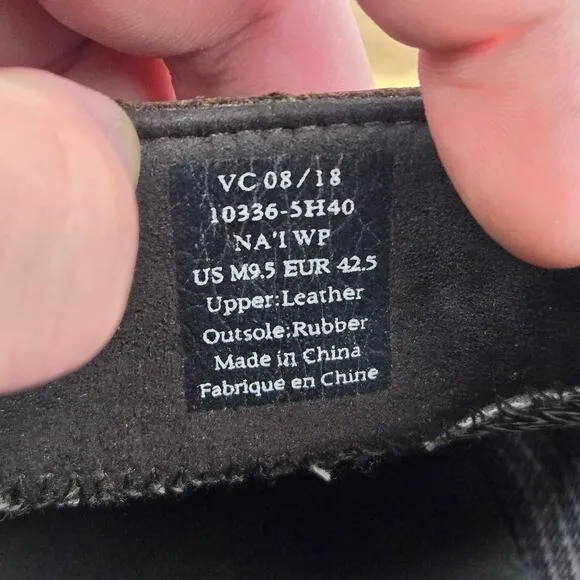 VC 08/18
10336-5H40
NA'I WP
US M9.5 EUR 42.5
Upper:Leather
Outsole:Rubber
Made in China
Fabrique en Chine